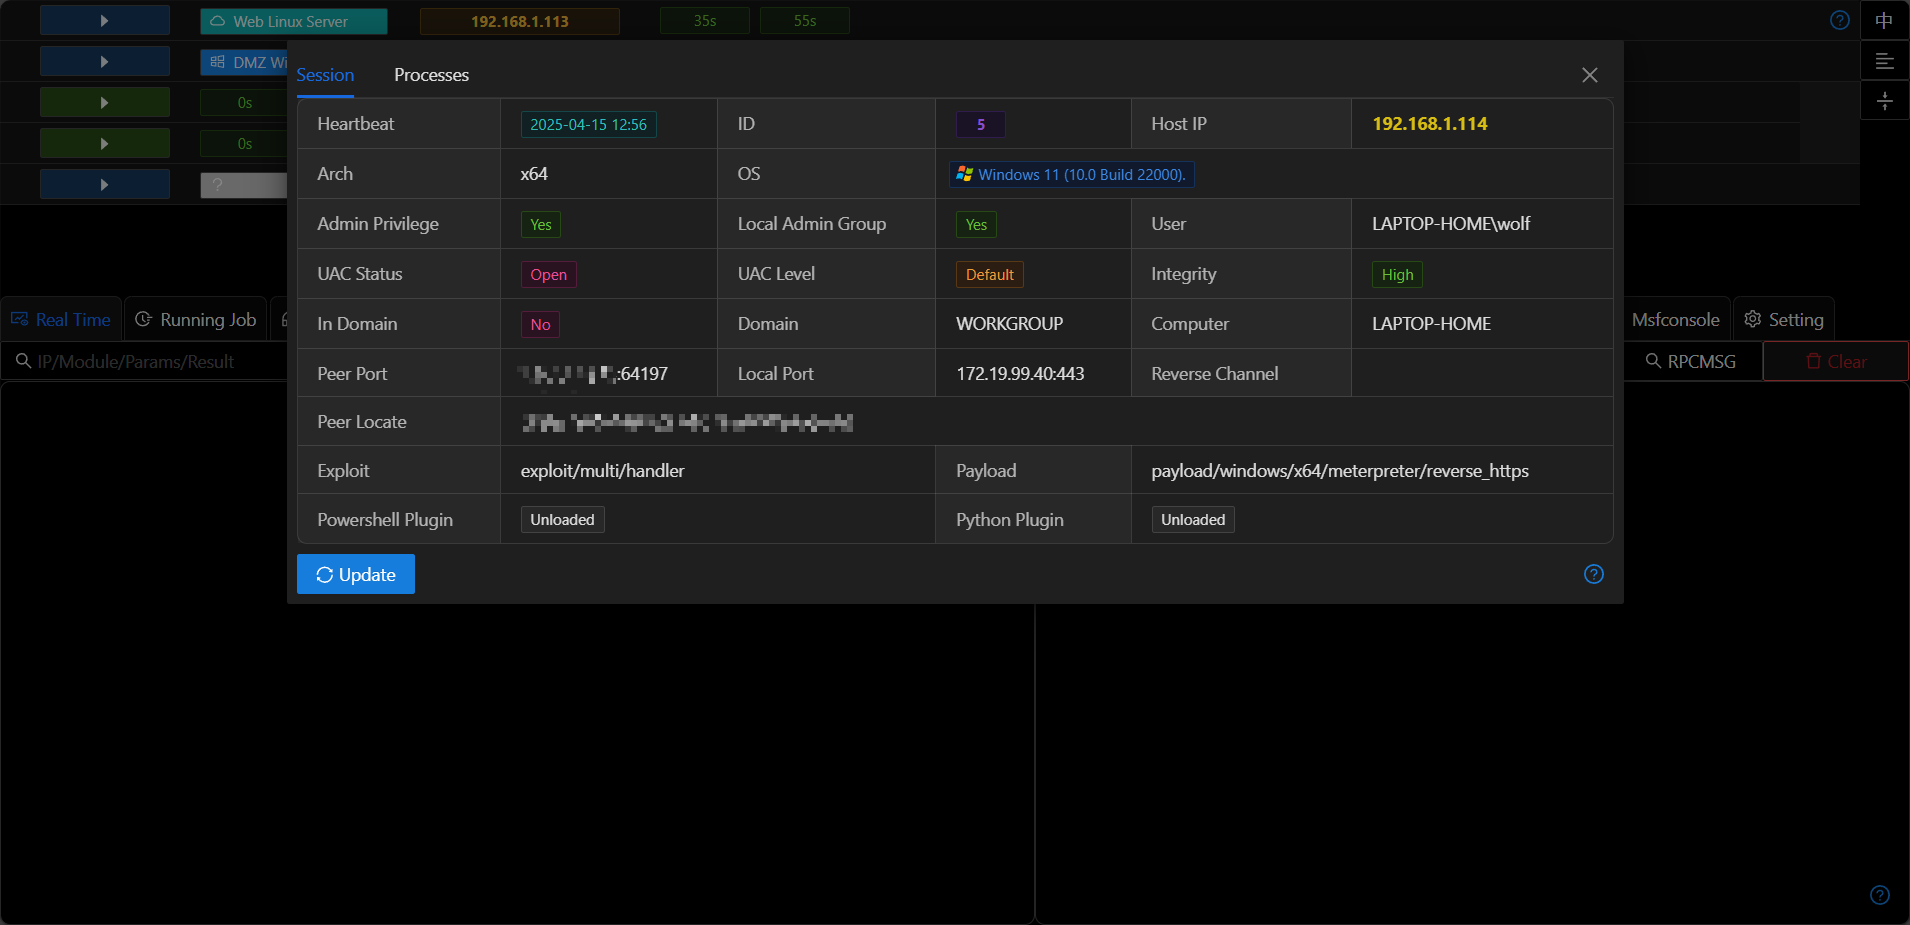 Web Linux Server 192.168.1.113 35s 55s 中
DMZ Wi
0s
0s
?
Session Processes
Heartbeat 2025-04-15 12:56 ID 5 Host IP 192.168.1.114
Arch x64 OS Windows 11 (10.0 Build 22000).
Admin Privilege Yes Local Admin Group Yes User LAPTOP-HOME\wolf
UAC Status Open UAC Level Default Integrity High
In Domain No Domain WORKGROUP Computer LAPTOP-HOME
Peer Port :64197 Local Port 172.19.99.40:443 Reverse Channel
Peer Locate
Exploit exploit/multi/handler Payload payload/windows/x64/meterpreter/reverse_https
Powershell Plugin Unloaded Python Plugin Unloaded
Update
Real Time Running Job Msfconsole Setting
IP/Module/Params/Result RPCMSG Clear